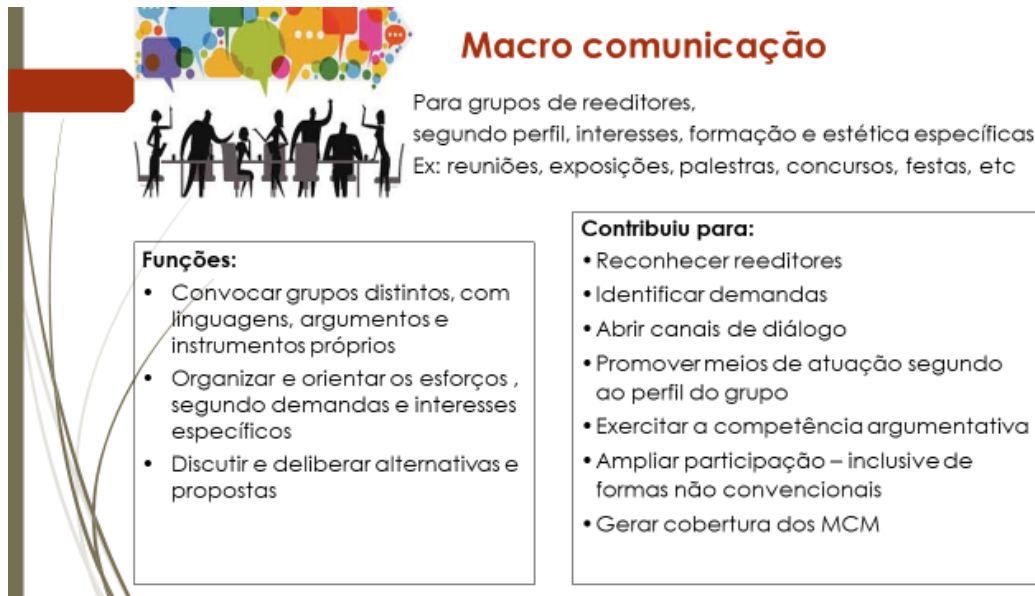 Macro comunicação
Para grupos de reeditores,
segundo perfil, interesses, formação e estética específicas
Ex: reuniões, exposições, palestras, concursos, festas, etc
Funções:
• Convocar grupos distintos, com
linguagens, argumentos e
instrumentos próprios
• Organizar e orientar os esforços ,
segundo demandas e interesses
específicos
• Discutir e deliberar alternativas e
propostas
Contribuiu para:
• Reconhecer reeditores
• Identificar demandas
• Abrir canais de diálogo
• Promover meios de atuação segundo
ao perfil do grupo
• Exercitar a competência argumentativa
• Ampliar participação – inclusive de
formas não convencionais
• Gerar cobertura dos MCM